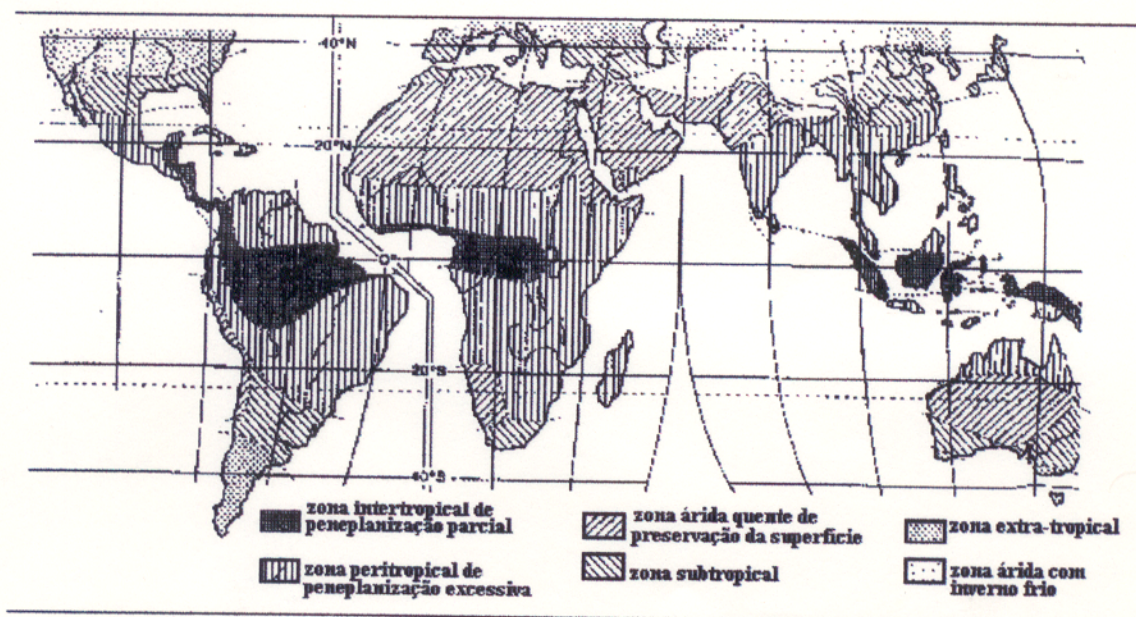 40°N
20°N
0°
20°S
40°S
zona intertropical de
peneplanização parcial
zona peritropical de
peneplanização excessiva
zona árida quente de
preservação da superfície
zona subtropical
zona extra-tropical
zona árida com
inverno frio